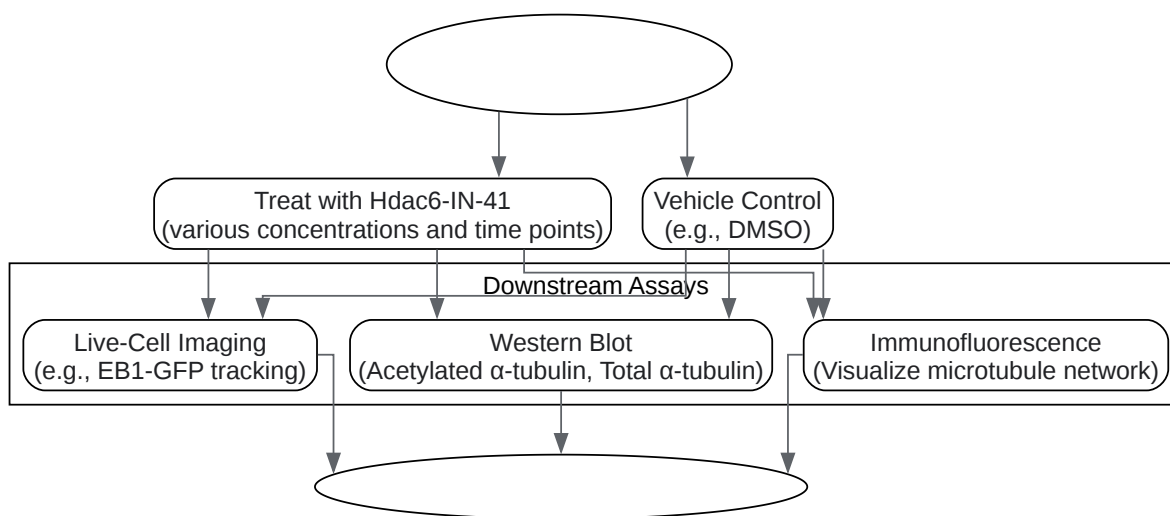 Treat with Hdac6-IN-41
(various concentrations and time points)
Vehicle Control
(e.g., DMSO)
Downstream Assays
Live-Cell Imaging
(e.g., EB1-GFP tracking)
Western Blot
(Acetylated α-tubulin, Total α-tubulin)
Immunofluorescence
(Visualize microtubule network)